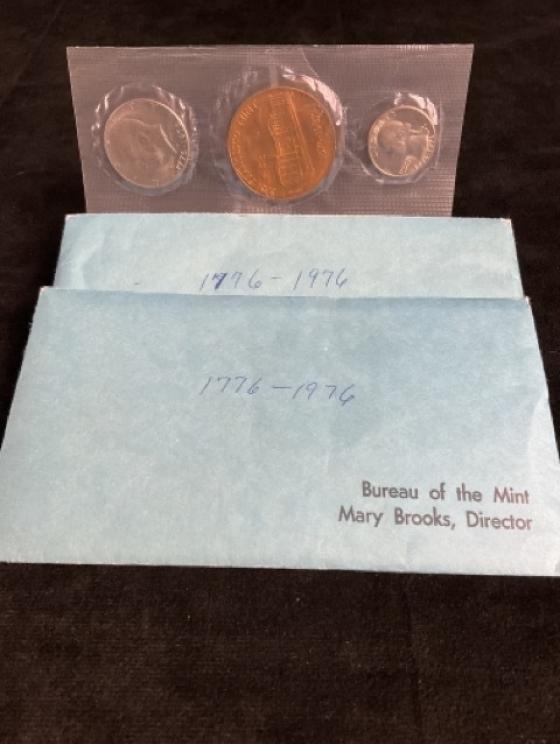 1776 - 1976
1776 - 1976
Bureau of the Mint
Mary Brooks, Director